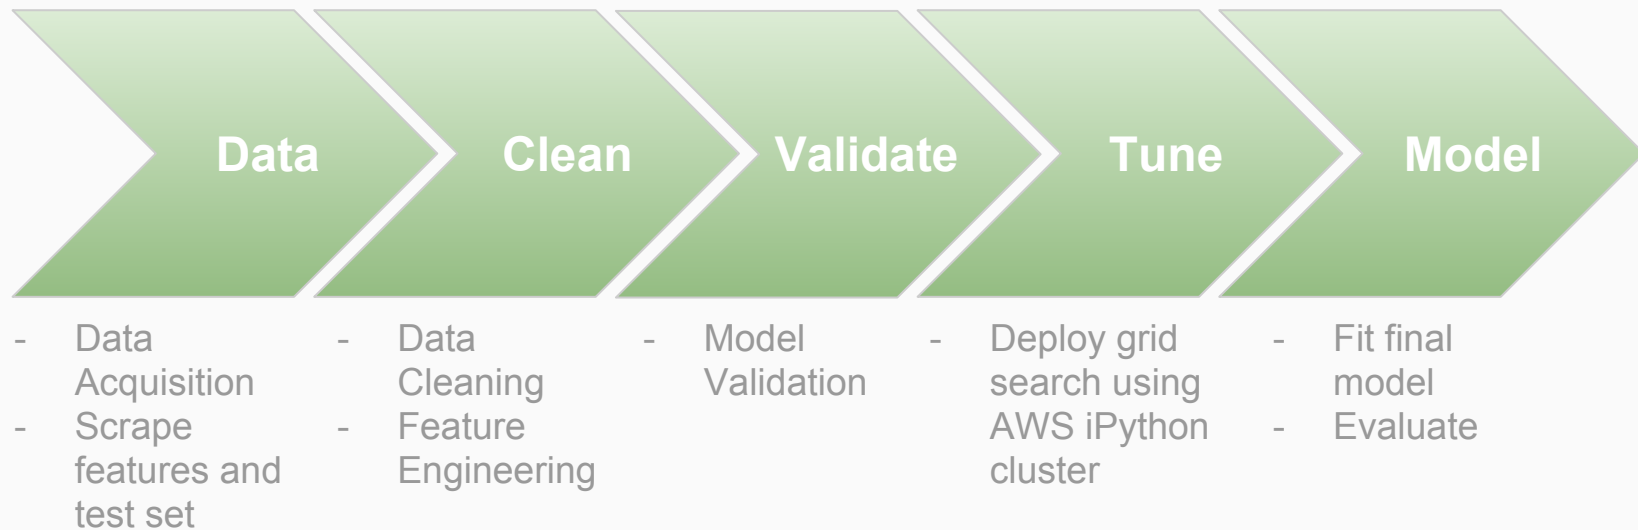 Data
Clean
Validate
Tune
Model
- Data
Acquisition
- Scrape
features and
test set
- Data
Cleaning
- Feature
Engineering
- Model
Validation
- Deploy grid
search using
AWS iPython
cluster
- Fit final
model
- Evaluate